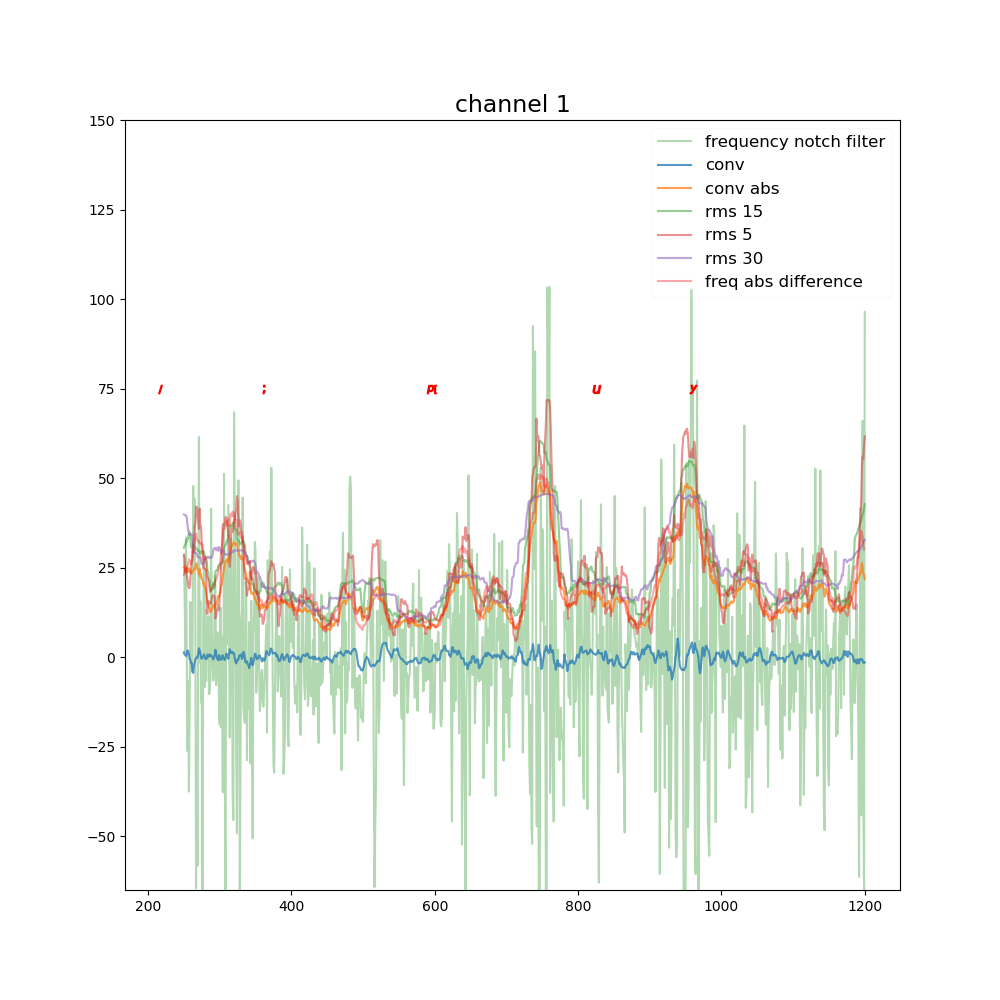 channel 1
150
125
100
75
50
25
0
−25
−50
frequency notch filter
conv
conv abs
rms 15
rms 5
rms 30
freq abs difference
/ ; p[ u y
200 400 600 800 1000 1200